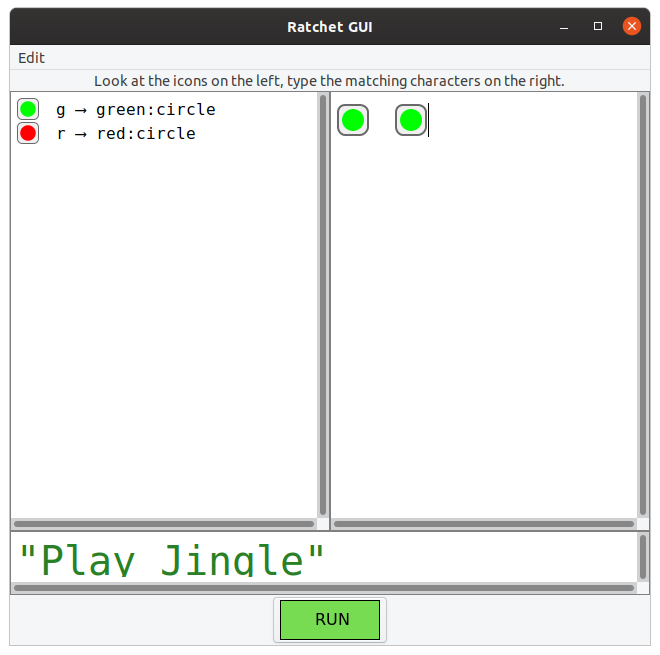 Ratchet GUI
Edit
Look at the icons on the left, type the matching characters on the right.
g → green:circle
r → red:circle
"Play Jingle"
RUN